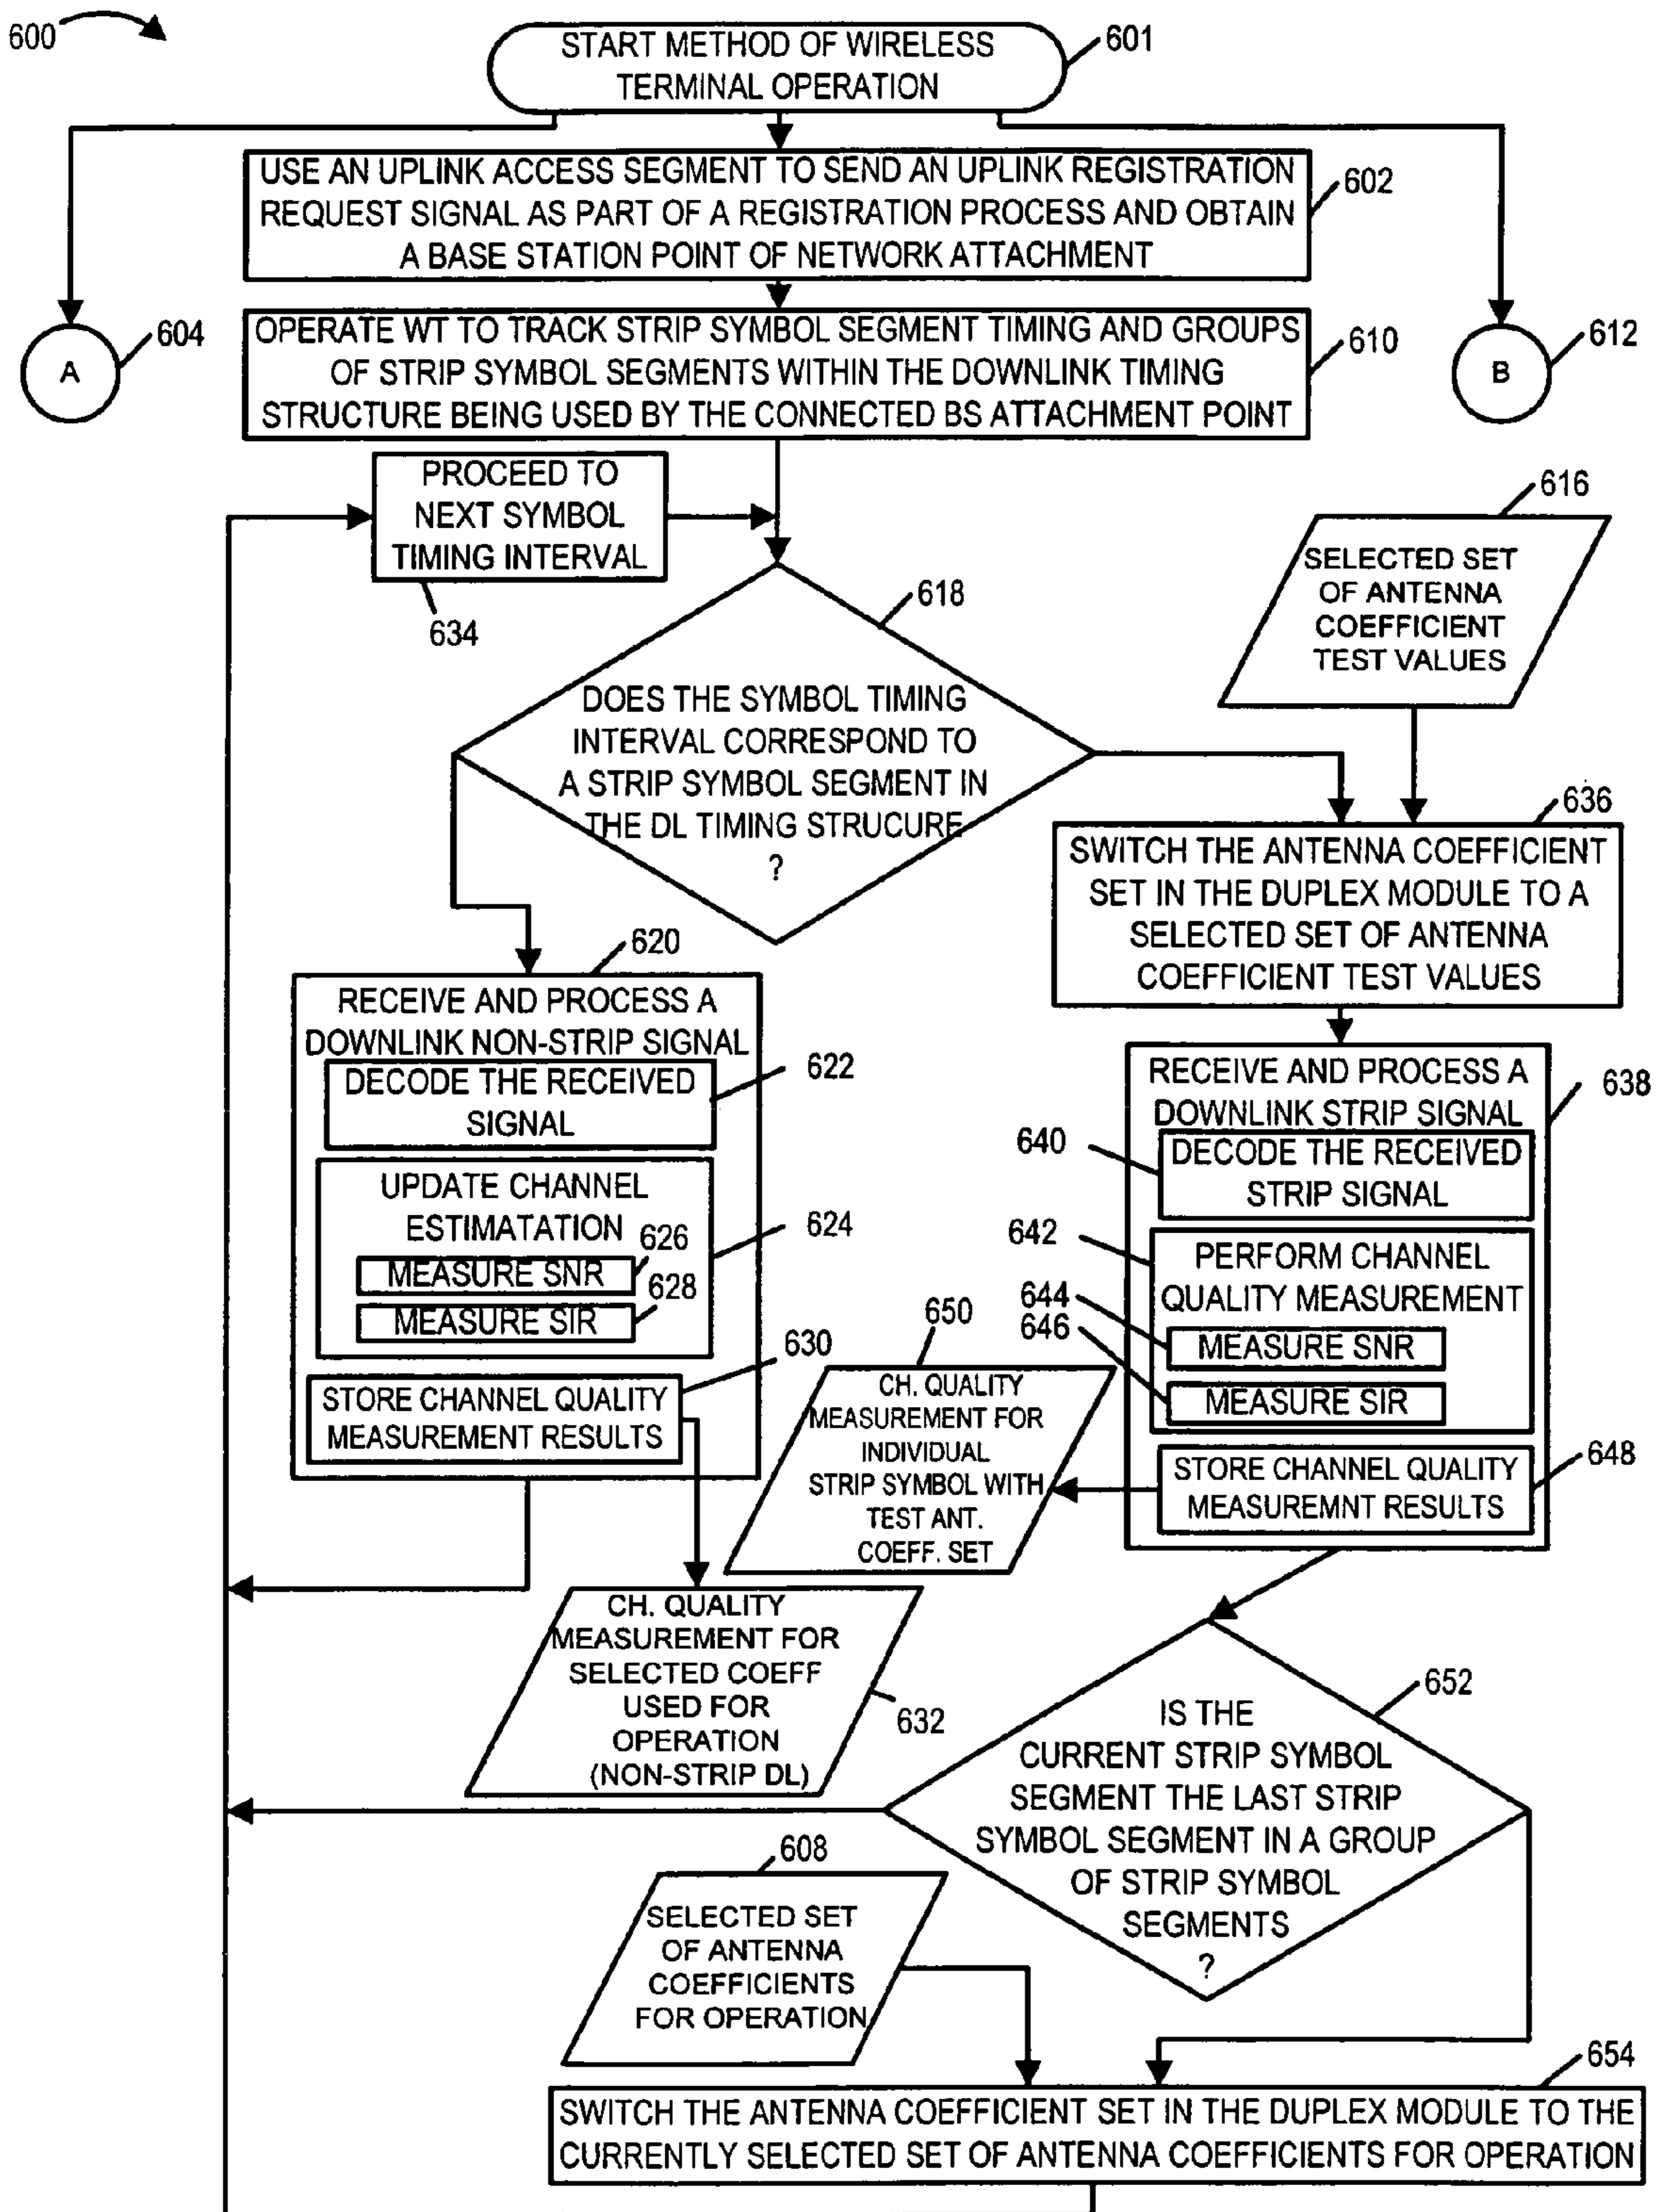 600
START METHOD OF WIRELESS
TERMINAL OPERATION
601
USE AN UPLINK ACCESS SEGMENT TO SEND AN UPLINK REGISTRATION
REQUEST SIGNAL AS PART OF A REGISTRATION PROCESS AND OBTAIN
A BASE STATION POINT OF NETWORK ATTACHMENT
602
A
604
OPERATE WT TO TRACK STRIP SYMBOL SEGMENT TIMING AND GROUPS
OF STRIP SYMBOL SEGMENTS WITHIN THE DOWNLINK TIMING
STRUCTURE BEING USED BY THE CONNECTED BS ATTACHMENT POINT
610
B
612
PROCEED TO
NEXT SYMBOL
TIMING INTERVAL
634
616
SELECTED SET
OF ANTENNA
COEFFICIENT
TEST VALUES
618
DOES THE SYMBOL TIMING
INTERVAL CORRESPOND TO
A STRIP SYMBOL SEGMENT IN
THE DL TIMING STRUCURE
?
636
SWITCH THE ANTENNA COEFFICIENT
SET IN THE DUPLEX MODULE TO A
SELECTED SET OF ANTENNA
COEFFICIENT TEST VALUES
620
RECEIVE AND PROCESS A
DOWNLINK NON-STRIP SIGNAL
DECODE THE RECEIVED
SIGNAL
622
UPDATE CHANNEL
ESTIMATATION
624
626
MEASURE SNR
628
MEASURE SIR
630
STORE CHANNEL QUALITY
MEASUREMENT RESULTS
RECEIVE AND PROCESS A
DOWNLINK STRIP SIGNAL
638
640
DECODE THE RECEIVED
STRIP SIGNAL
642
PERFORM CHANNEL
QUALITY MEASUREMENT
644
646
MEASURE SNR
MEASURE SIR
648
STORE CHANNEL QUALITY
MEASUREMNT RESULTS
650
CH. QUALITY
MEASUREMENT FOR
INDIVIDUAL
STRIP SYMBOL WITH
TEST ANT.
COEFF. SET
CH. QUALITY
MEASUREMENT FOR
SELECTED COEFF
USED FOR
OPERATION
(NON-STRIP DL)
632
652
IS THE
CURRENT STRIP SYMBOL
SEGMENT THE LAST STRIP
SYMBOL SEGMENT IN A GROUP
OF STRIP SYMBOL
SEGMENTS
?
608
SELECTED SET
OF ANTENNA
COEFFICIENTS
FOR OPERATION
654
SWITCH THE ANTENNA COEFFICIENT SET IN THE DUPLEX MODULE TO THE
CURRENTLY SELECTED SET OF ANTENNA COEFFICIENTS FOR OPERATION